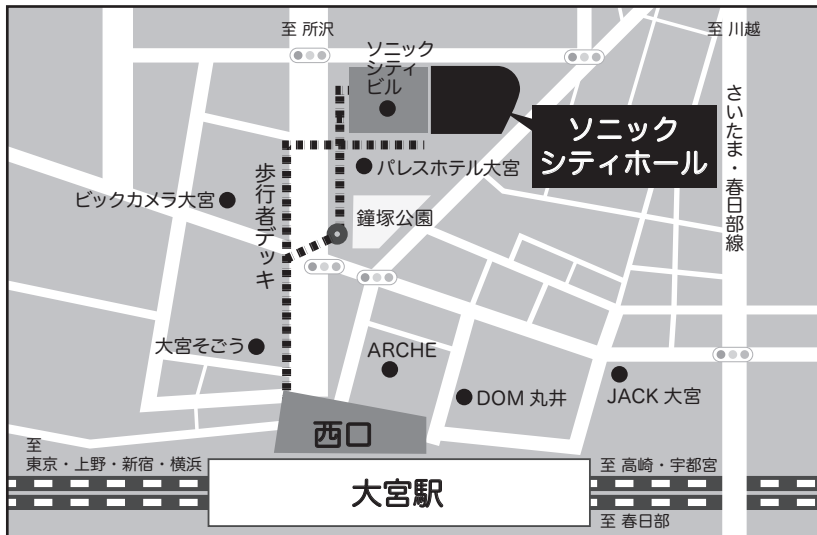 至 所沢
至 川越
ソニック
シティ
ビル
ソニック
シティホール
さいたま・春日部線
パレスホテル大宮
歩行者デッキ
ビックカメラ大宮
鐘塚公園
大宮そごう
ARCHE
DOM 丸井
JACK 大宮
西口
至
東京・上野・新宿・横浜
大宮駅
至 高崎・宇都宮
至 春日部